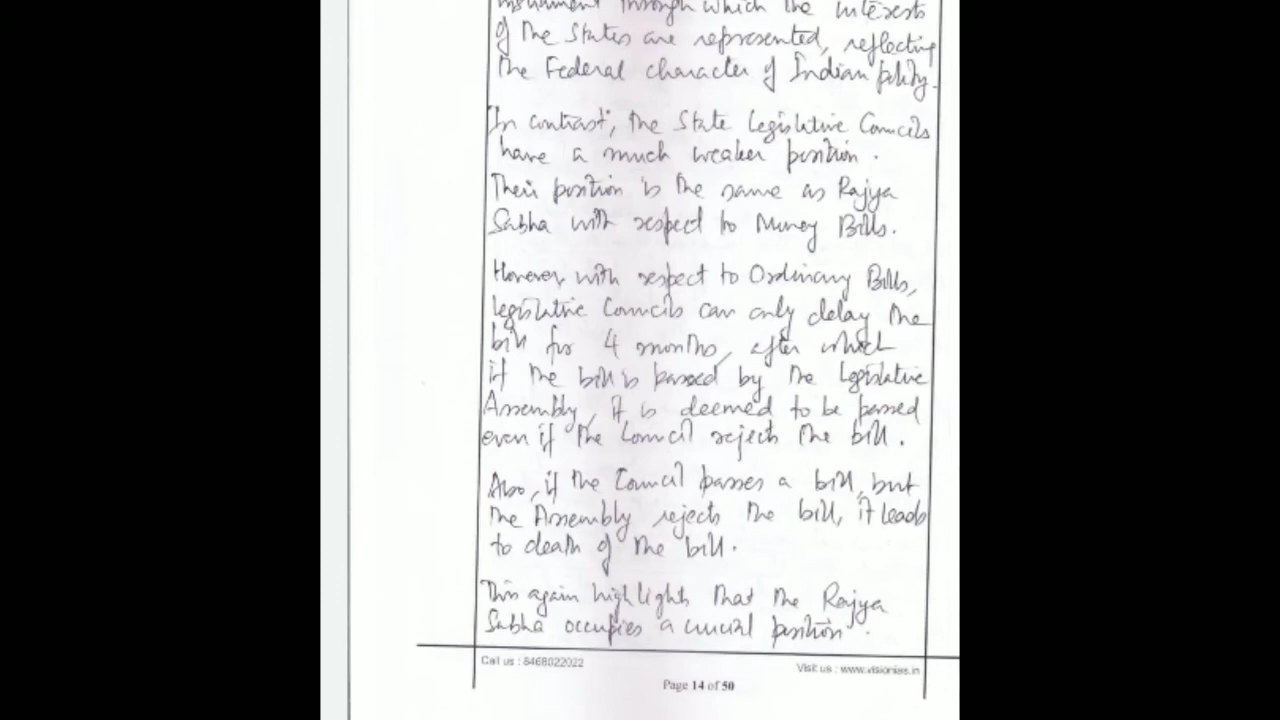 instrument through which the interests
of the States are represented, reflecting
the Federal character of Indian polity.
In contrast, the State Legislative Councils
have a much weaker position.
Their position is the same as Rajya
Sabha with respect to Money Bills.
However, with respect to Ordinary Bills,
Legislative Councils can only delay the
bill for 4 months, after which
if the bill is passed by the Legislative
Assembly, it is deemed to be passed
even if the Council rejects the bill.
Also, if the Council passes a bill, but
the Assembly rejects the bill, it leads
to death of the bill.
This again highlights that the Rajya
Sabha occupies a crucial position.
Call us : 8468022022
Visit us : www.visionias.in
Page 14 of 50